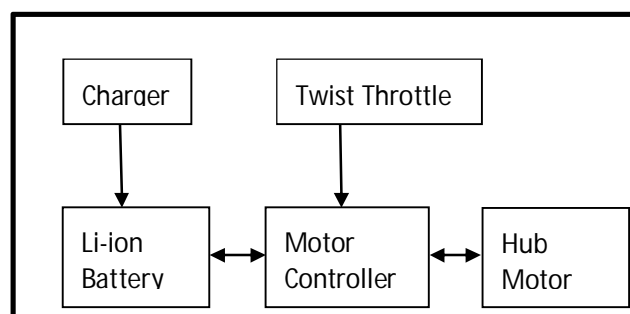 Charger
Twist Throttle
Li-ion
Battery
Motor
Controller
Hub
Motor